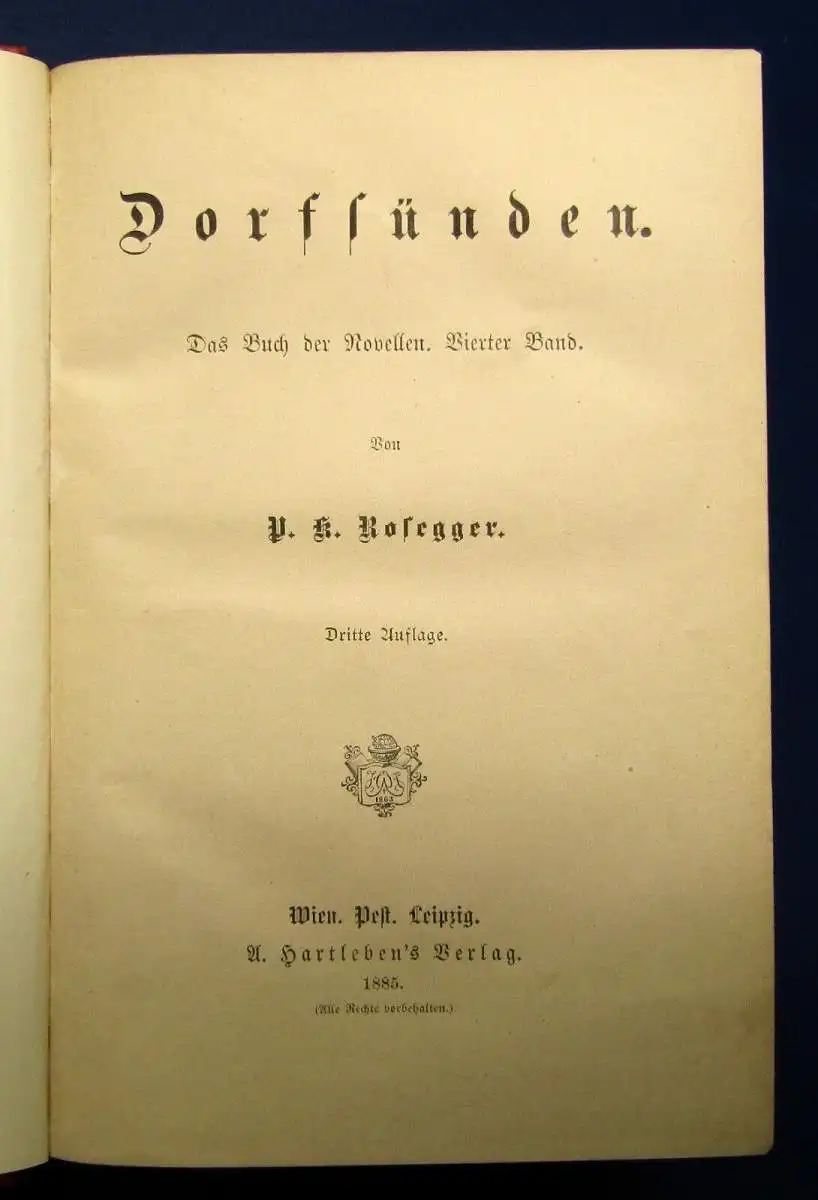 Dorfsünden.
Das Buch der Novellen. Vierter Band.
Von
P. K. Rosegger.
Dritte Auflage.
1863
Wien. Pest. Leipzig.
A. Hartleben's Verlag.
1885.
(Alle Rechte vorbehalten.)